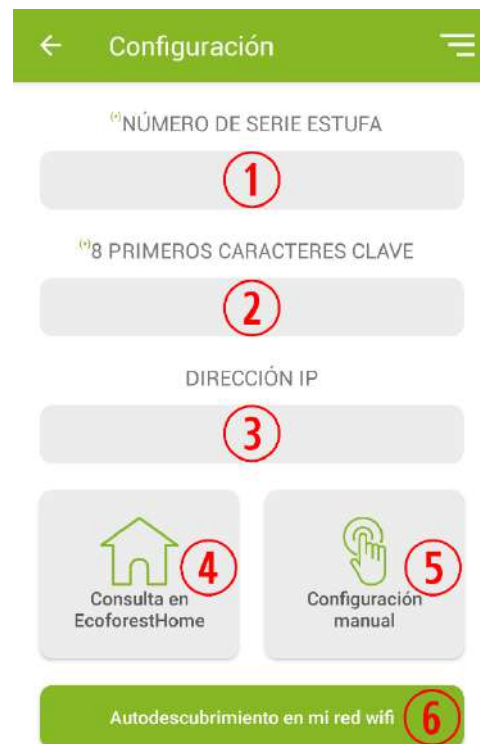 Configuración
(*)NÚMERO DE SERIE ESTUFA
1
(*)8 PRIMEROS CARACTERES CLAVE
2
DIRECCIÓN IP
3
4
5
Consulta en
EcoforestHome
Configuración
manual
Autodescubrimiento en mi red wifi
6